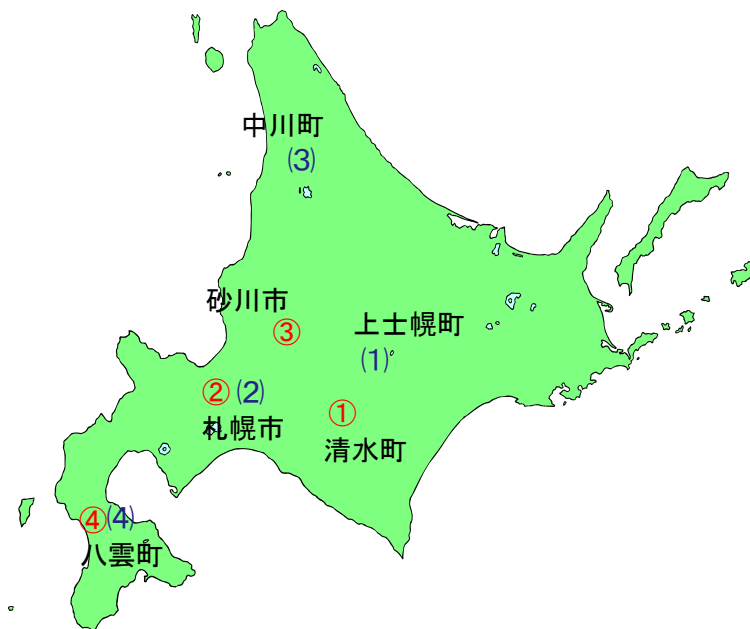 中川町
(3)
砂川市
③
上士幌町
(1)
② (2)
札幌市
①
清水町
④(4)
八雲町